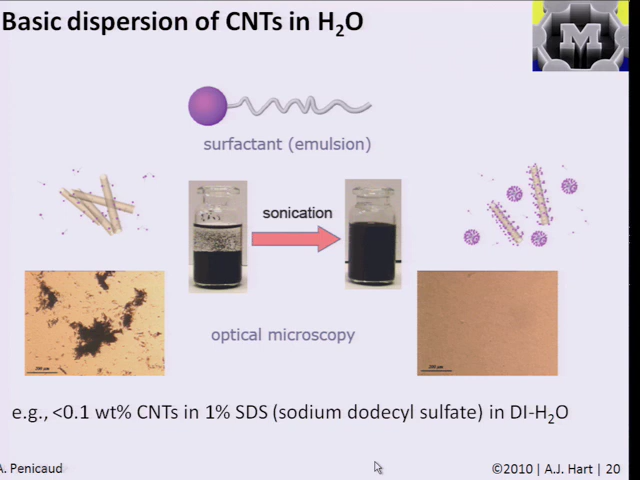 Basic dispersion of CNTs in H₂O
M
surfactant (emulsion)
sonication
optical microscopy
e.g., <0.1 wt% CNTs in 1% SDS (sodium dodecyl sulfate) in DI-H₂O
A. Penicaud
©2010 | A.J. Hart | 20